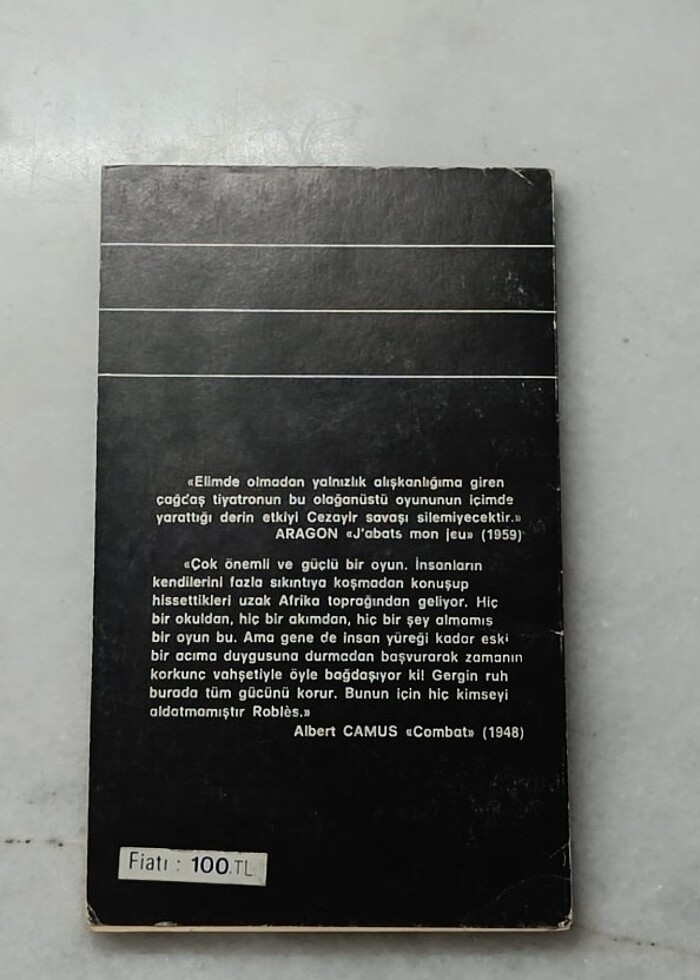 «Elimde olmadan yalnızlık alışkanlığıma giren
çağdaş tiyatronun bu olağanüstü oyununun içimde
yarattığı derin etkiyi Cezayir savaşı silemiyecektir.»
ARAGON «J'abats mon jeu» (1959)
«Çok önemli ve güçlü bir oyun. İnsanların
kendilerini fazla sıkıntıya koşmadan konuşup
hissettikleri uzak Afrika toprağından geliyor. Hiç
bir okuldan, hiç bir akımdan, hiç bir şey almamış
bir oyun bu. Ama gene de insan yüreği kadar eski
bir acıma duygusuna durmadan başvurarak zamanın
korkunç vahşetiyle öyle bağdaşıyor ki! Gergin ruh
burada tüm gücünü korur. Bunun için hiç kimseyi
aldatmamıştır Roblès.»
Albert CAMUS «Combat» (1948)
Fiatı : 100.TL